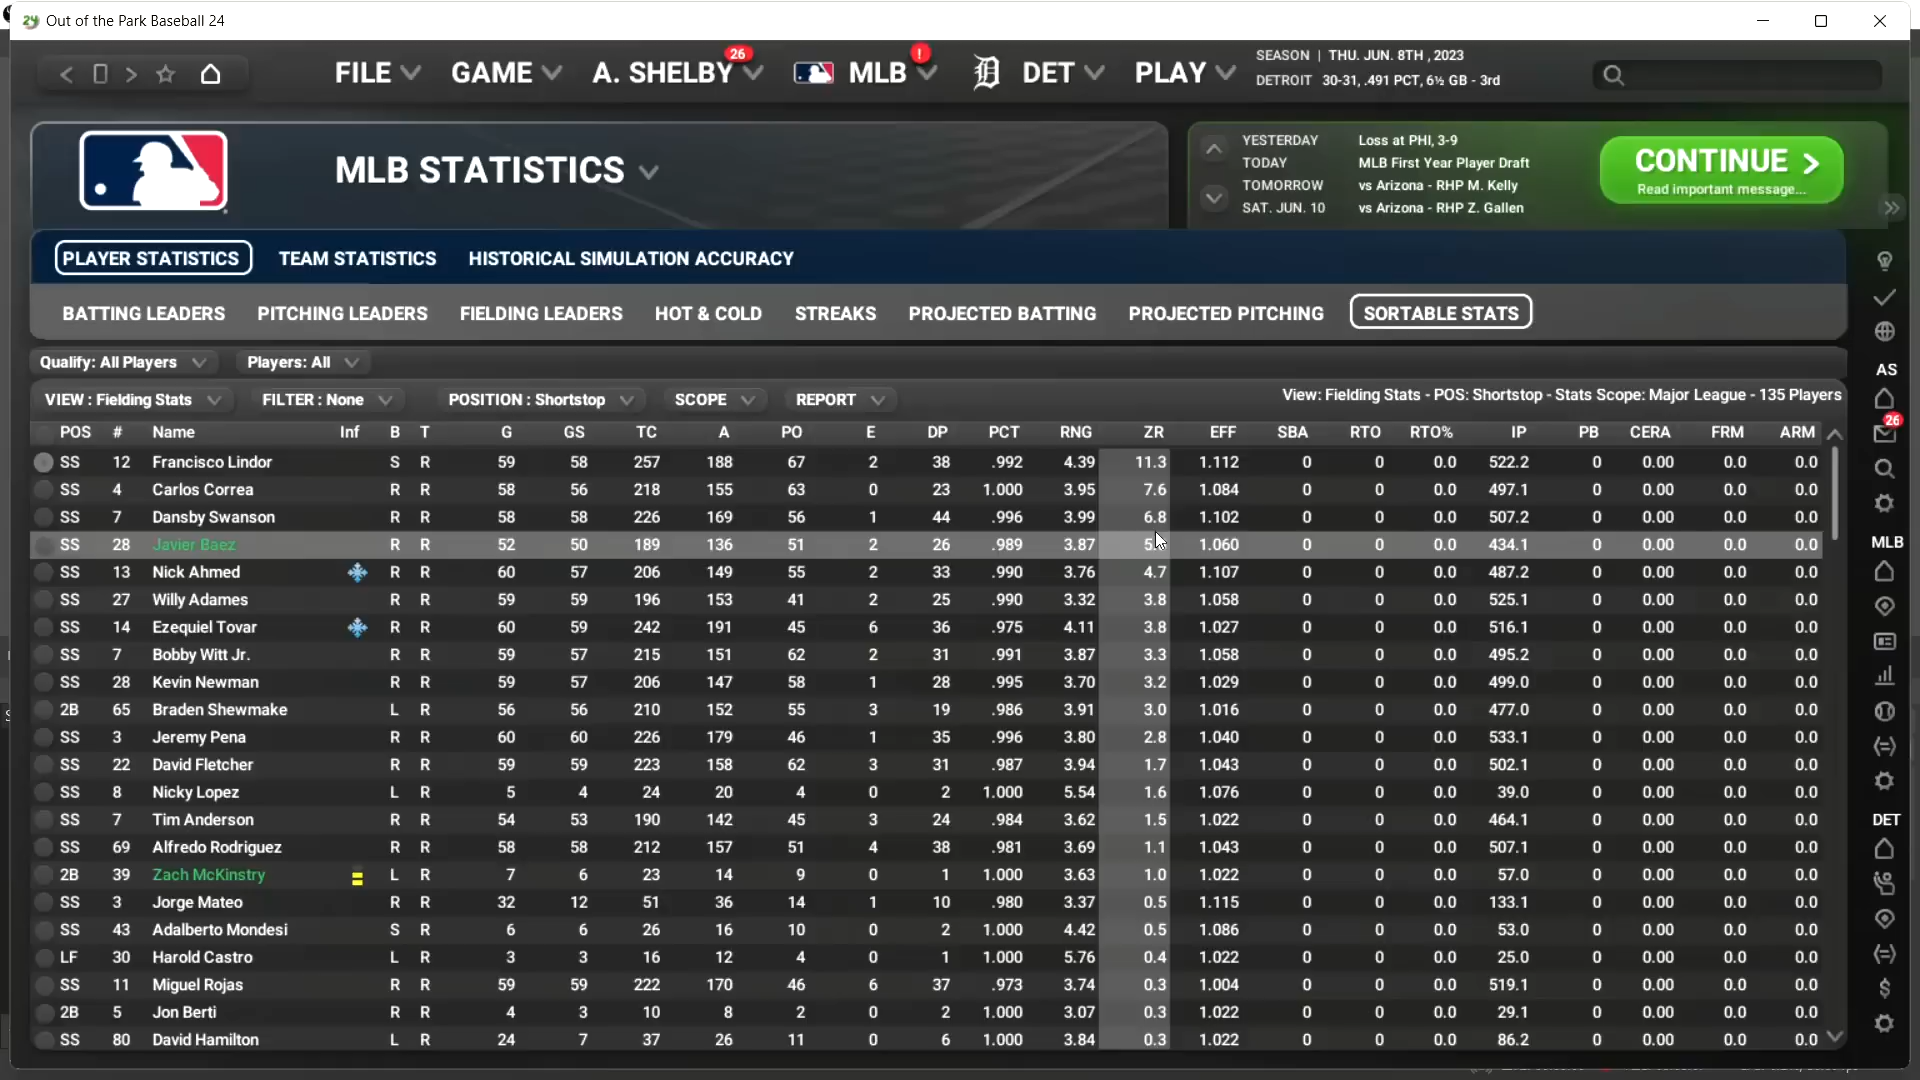 Out of the Park Baseball 24
FILE GAME A. SHELBY 26 MLB ! DET PLAY
SEASON | THU. JUN. 8TH , 2023
DETROIT 30-31, .491 PCT, 6½ GB - 3rd
MLB STATISTICS
YESTERDAY Loss at PHI, 3-9
TODAY MLB First Year Player Draft
TOMORROW vs Arizona - RHP M. Kelly
SAT. JUN. 10 vs Arizona - RHP Z. Gallen
CONTINUE
Read important message...
PLAYER STATISTICS TEAM STATISTICS HISTORICAL SIMULATION ACCURACY
BATTING LEADERS PITCHING LEADERS FIELDING LEADERS HOT & COLD STREAKS PROJECTED BATTING PROJECTED PITCHING SORTABLE STATS
Qualify: All Players Players: All
VIEW : Fielding Stats FILTER : None POSITION : Shortstop SCOPE REPORT View: Fielding Stats - POS: Shortstop - Stats Scope: Major League - 135 Players
POS # Name Inf B T G GS TC A PO E DP PCT RNG ZR EFF SBA RTO RTO% IP PB CERA FRM ARM
SS 12 Francisco Lindor S R 59 58 257 188 67 2 38 .992 4.39 11.3 1.112 0 0 0.0 522.2 0 0.00 0.0 0.0
SS 4 Carlos Correa R R 58 56 218 155 63 0 23 1.000 3.95 7.6 1.084 0 0 0.0 497.1 0 0.00 0.0 0.0
SS 7 Dansby Swanson R R 58 58 226 169 56 1 44 .996 3.99 6.8 1.102 0 0 0.0 507.2 0 0.00 0.0 0.0
SS 28 Javier Baez R R 52 50 189 136 51 2 26 .989 3.87 1.060 0 0 0.0 434.1 0 0.00 0.0 0.0
SS 13 Nick Ahmed R R 60 57 206 149 55 2 33 .990 3.76 4.7 1.107 0 0 0.0 487.2 0 0.00 0.0 0.0
SS 27 Willy Adames R R 59 59 196 153 41 2 25 .990 3.32 3.8 1.058 0 0 0.0 525.1 0 0.00 0.0 0.0
SS 14 Ezequiel Tovar R R 60 59 242 191 45 6 36 .975 4.11 3.8 1.027 0 0 0.0 516.1 0 0.00 0.0 0.0
SS 7 Bobby Witt Jr. R R 59 57 215 151 62 2 31 .991 3.87 3.3 1.058 0 0 0.0 495.2 0 0.00 0.0 0.0
SS 28 Kevin Newman R R 59 57 206 147 58 1 28 .995 3.70 3.2 1.029 0 0 0.0 499.0 0 0.00 0.0 0.0
2B 65 Braden Shewmake L R 56 56 210 152 55 3 19 .986 3.91 3.0 1.016 0 0 0.0 477.0 0 0.00 0.0 0.0
SS 3 Jeremy Pena R R 60 60 226 179 46 1 35 .996 3.80 2.8 1.040 0 0 0.0 533.1 0 0.00 0.0 0.0
SS 22 David Fletcher R R 59 59 223 158 62 3 31 .987 3.94 1.7 1.043 0 0 0.0 502.1 0 0.00 0.0 0.0
SS 8 Nicky Lopez L R 5 4 24 20 4 0 2 1.000 5.54 1.6 1.076 0 0 0.0 39.0 0 0.00 0.0 0.0
SS 7 Tim Anderson R R 54 53 190 142 45 3 24 .984 3.62 1.5 1.022 0 0 0.0 464.1 0 0.00 0.0 0.0
SS 69 Alfredo Rodriguez R R 58 58 212 157 51 4 38 .981 3.69 1.1 1.043 0 0 0.0 507.1 0 0.00 0.0 0.0
2B 39 Zach McKinstry L R 7 6 23 14 9 0 1 1.000 3.63 1.0 1.022 0 0 0.0 57.0 0 0.00 0.0 0.0
SS 3 Jorge Mateo R R 32 12 51 36 14 1 10 .980 3.37 0.5 1.115 0 0 0.0 133.1 0 0.00 0.0 0.0
SS 43 Adalberto Mondesi S R 6 6 26 16 10 0 2 1.000 4.42 0.5 1.086 0 0 0.0 53.0 0 0.00 0.0 0.0
LF 30 Harold Castro L R 3 3 16 12 4 0 1 1.000 5.76 0.4 1.022 0 0 0.0 25.0 0 0.00 0.0 0.0
SS 11 Miguel Rojas R R 59 59 222 170 46 6 37 .973 3.74 0.3 1.004 0 0 0.0 519.1 0 0.00 0.0 0.0
2B 5 Jon Berti R R 4 3 10 8 2 0 2 1.000 3.07 0.3 1.022 0 0 0.0 29.1 0 0.00 0.0 0.0
SS 80 David Hamilton L R 24 7 37 26 11 0 6 1.000 3.84 0.3 1.022 0 0 0.0 86.2 0 0.00 0.0 0.0
AS
26
MLB
DET